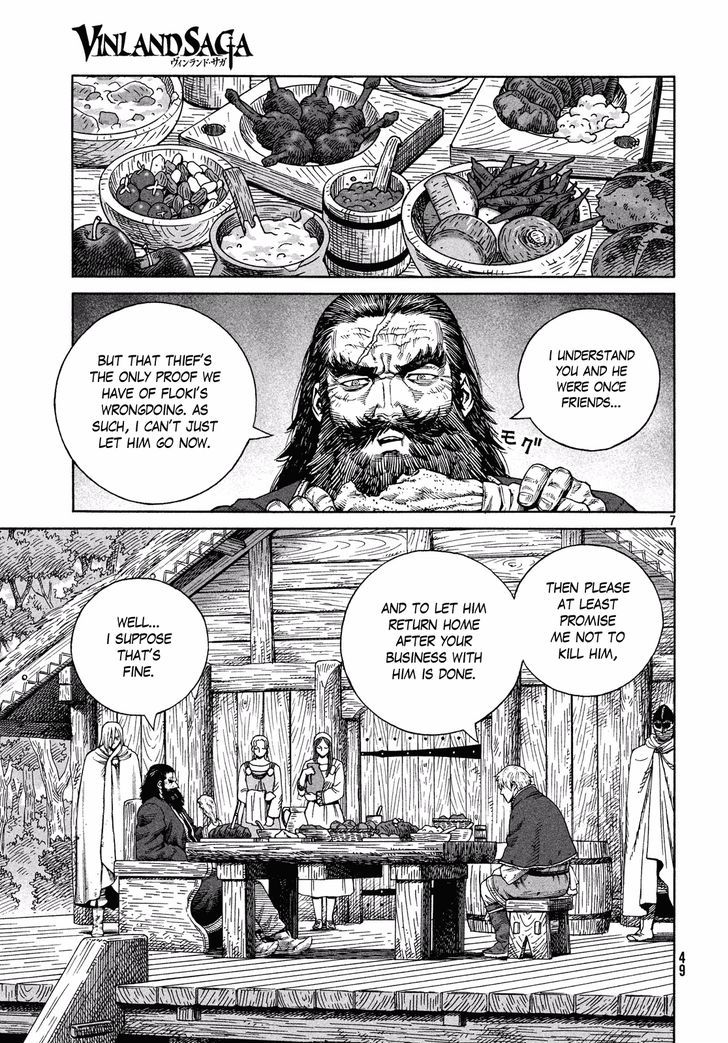 VINLAND SAGA
ヴィンランド・サガ
I UNDERSTAND
YOU AND HE
WERE ONCE
FRIENDS...
モグ"
BUT THAT THIEF'S
THE ONLY PROOF WE
HAVE OF FLOKI'S
WRONGDOING. AS
SUCH, I CAN'T JUST
LET HIM GO NOW.
7
THEN PLEASE
AT LEAST
PROMISE
ME NOT TO
KILL HIM,
AND TO LET HIM
RETURN HOME
AFTER YOUR
BUSINESS WITH
HIM IS DONE.
WELL...
I SUPPOSE
THAT'S
FINE.
49